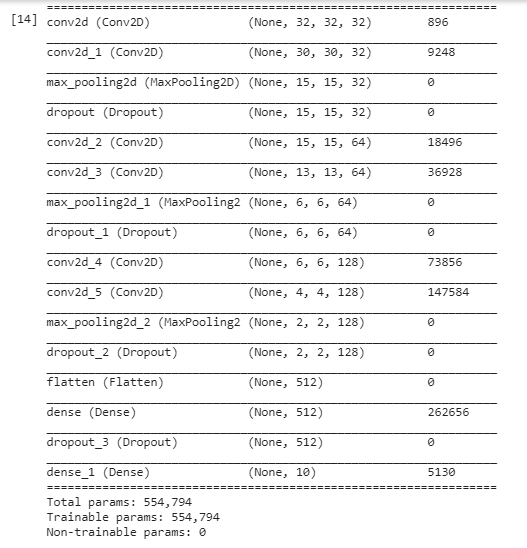 =================================================================
[14] conv2d (Conv2D) (None, 32, 32, 32) 896
_________________________________________________________________
conv2d_1 (Conv2D) (None, 30, 30, 32) 9248
_________________________________________________________________
max_pooling2d (MaxPooling2D) (None, 15, 15, 32) 0
_________________________________________________________________
dropout (Dropout) (None, 15, 15, 32) 0
_________________________________________________________________
conv2d_2 (Conv2D) (None, 15, 15, 64) 18496
_________________________________________________________________
conv2d_3 (Conv2D) (None, 13, 13, 64) 36928
_________________________________________________________________
max_pooling2d_1 (MaxPooling2 (None, 6, 6, 64) 0
_________________________________________________________________
dropout_1 (Dropout) (None, 6, 6, 64) 0
_________________________________________________________________
conv2d_4 (Conv2D) (None, 6, 6, 128) 73856
_________________________________________________________________
conv2d_5 (Conv2D) (None, 4, 4, 128) 147584
_________________________________________________________________
max_pooling2d_2 (MaxPooling2 (None, 2, 2, 128) 0
_________________________________________________________________
dropout_2 (Dropout) (None, 2, 2, 128) 0
_________________________________________________________________
flatten (Flatten) (None, 512) 0
_________________________________________________________________
dense (Dense) (None, 512) 262656
_________________________________________________________________
dropout_3 (Dropout) (None, 512) 0
_________________________________________________________________
dense_1 (Dense) (None, 10) 5130
=================================================================
Total params: 554,794
Trainable params: 554,794
Non-trainable params: 0